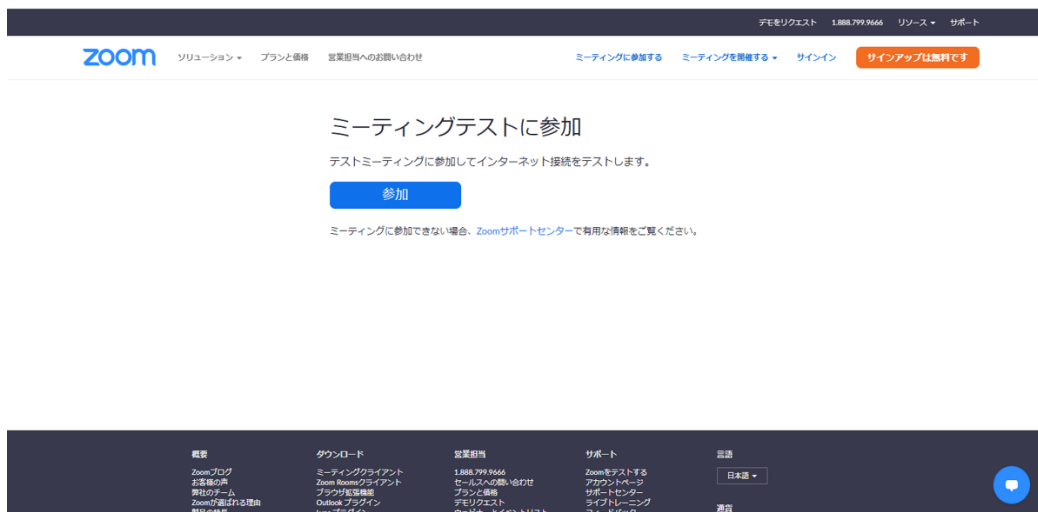 デモをリクエスト 1.888.799.9666 リソース サポート
zoom ソリューション プランと価格 営業担当へのお問い合わせ ミーティングに参加する ミーティングを開催する サインイン サインアップは無料です
ミーティングテストに参加
テストミーティングに参加してインターネット接続をテストします。
参加
ミーティングに参加できない場合、Zoomサポートセンターで有用な情報をご覧ください。
概要
Zoomブログ
お客様の声
弊社のチーム
Zoomが選ばれる理由
ダウンロード
ミーティングクライアント
Zoom Roomsクライアント
ブラウザ拡張機能
Outlook プラグイン
営業担当
1.888.799.9666
セールスへの問い合わせ
プランと価格
デモリクエスト
サポート
Zoomをテストする
アカウントページ
サポートセンター
ライブトレーニング
言語
日本語
通貨